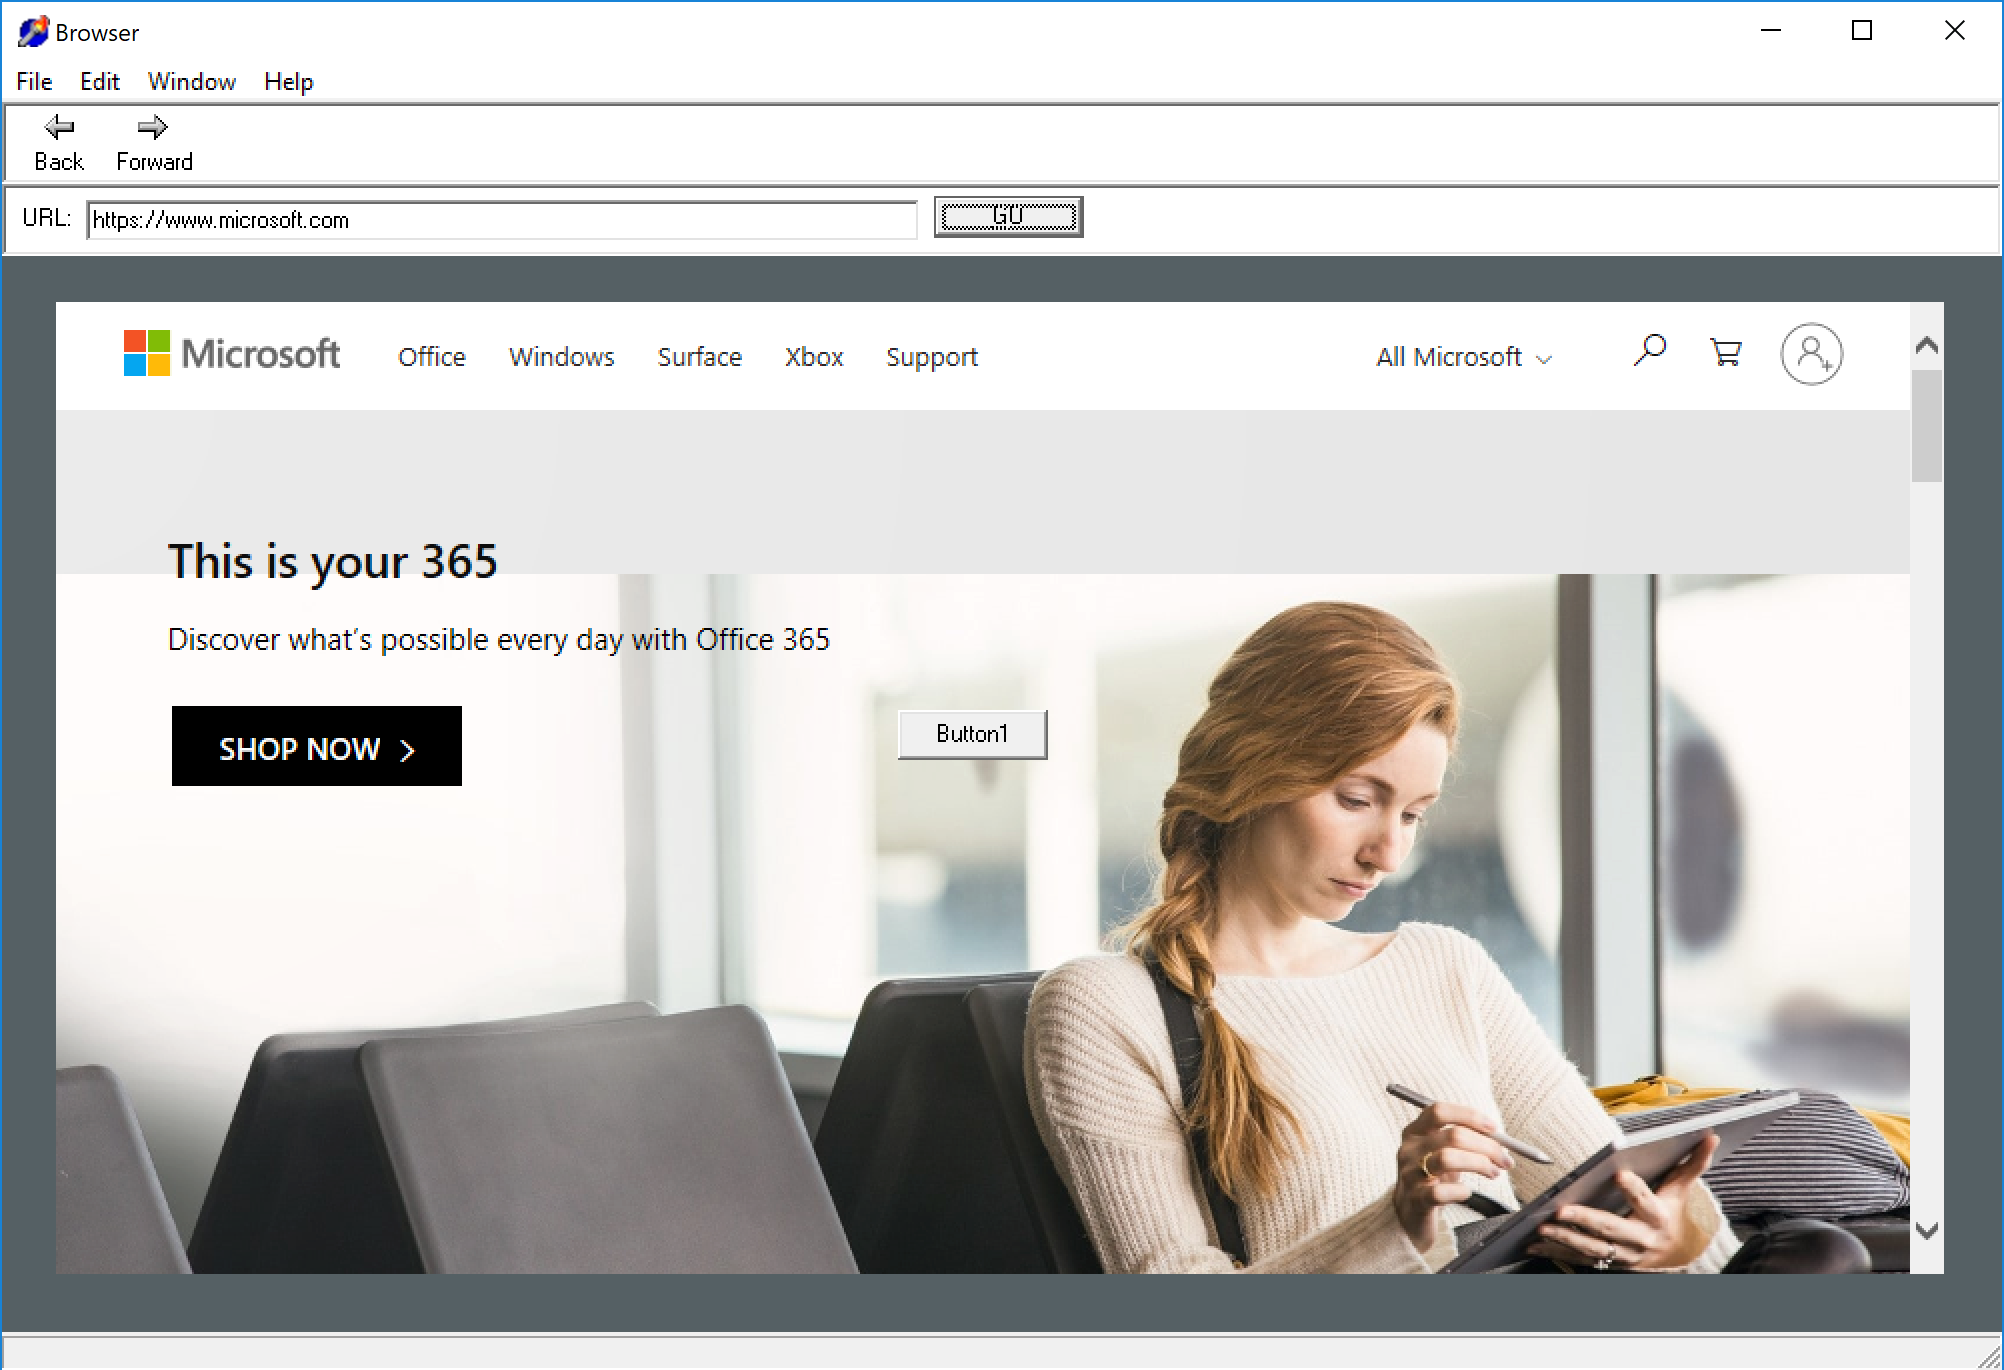 Browser
File Edit Window Help
Back Forward
URL: https://www.microsoft.com GO
Microsoft Office Windows Surface Xbox Support All Microsoft
This is your 365
Discover what’s possible every day with Office 365
SHOP NOW
Button1